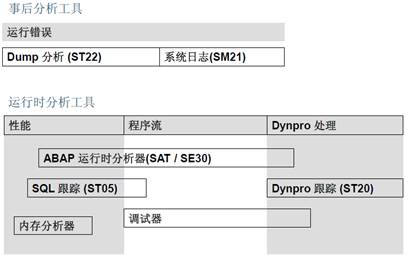 事后分析工具
运行错误
Dump 分析 (ST22) 系统日志(SM21)
运行时分析工具
性能 程序流 Dynpro 处理
ABAP 运行时分析器(SAT / SE30)
SQL 跟踪 (ST05) Dynpro 跟踪 (ST20)
内存分析器 调试器